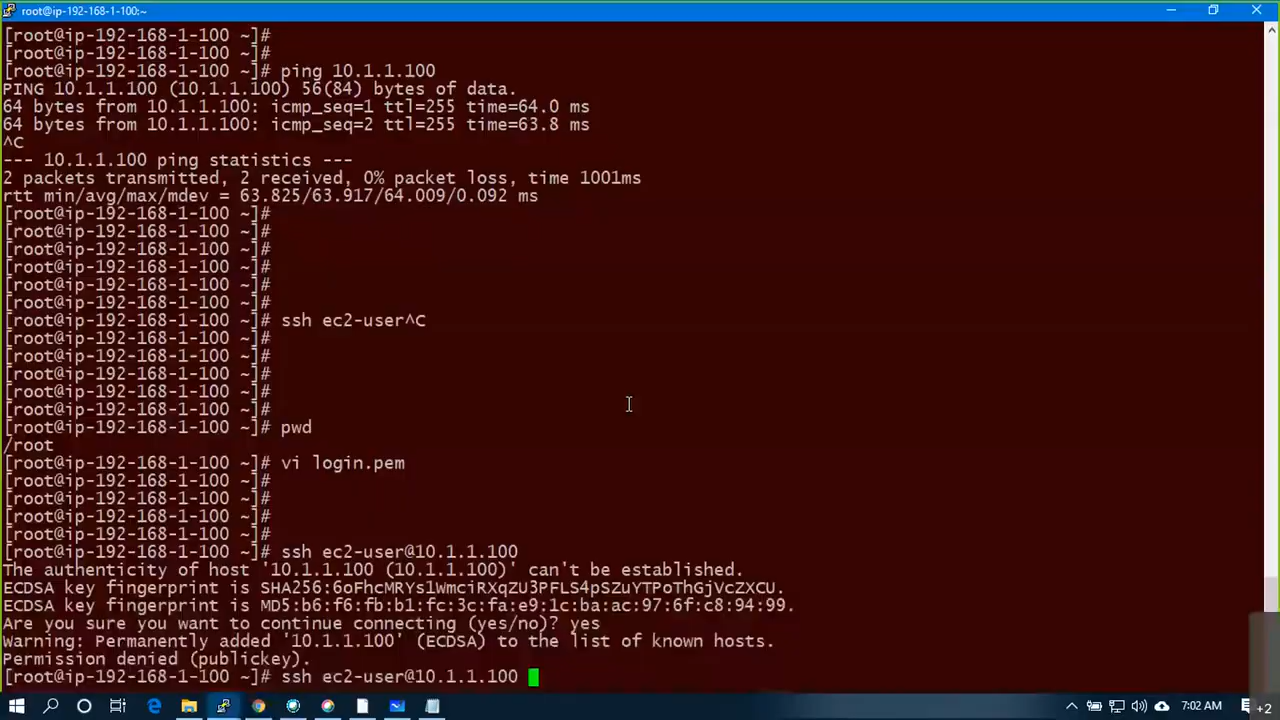 root@ip-192-168-1-100:~
[root@ip-192-168-1-100 ~]#
[root@ip-192-168-1-100 ~]#
[root@ip-192-168-1-100 ~]# ping 10.1.1.100
PING 10.1.1.100 (10.1.1.100) 56(84) bytes of data.
64 bytes from 10.1.1.100: icmp_seq=1 ttl=255 time=64.0 ms
64 bytes from 10.1.1.100: icmp_seq=2 ttl=255 time=63.8 ms
^C
--- 10.1.1.100 ping statistics ---
2 packets transmitted, 2 received, 0% packet loss, time 1001ms
rtt min/avg/max/mdev = 63.825/63.917/64.009/0.092 ms
[root@ip-192-168-1-100 ~]#
[root@ip-192-168-1-100 ~]#
[root@ip-192-168-1-100 ~]#
[root@ip-192-168-1-100 ~]#
[root@ip-192-168-1-100 ~]#
[root@ip-192-168-1-100 ~]#
[root@ip-192-168-1-100 ~]# ssh ec2-user^C
[root@ip-192-168-1-100 ~]#
[root@ip-192-168-1-100 ~]#
[root@ip-192-168-1-100 ~]#
[root@ip-192-168-1-100 ~]#
[root@ip-192-168-1-100 ~]#
[root@ip-192-168-1-100 ~]# pwd
/root
[root@ip-192-168-1-100 ~]# vi login.pem
[root@ip-192-168-1-100 ~]#
[root@ip-192-168-1-100 ~]#
[root@ip-192-168-1-100 ~]#
[root@ip-192-168-1-100 ~]#
[root@ip-192-168-1-100 ~]# ssh ec2-user@10.1.1.100
The authenticity of host '10.1.1.100 (10.1.1.100)' can't be established.
ECDSA key fingerprint is SHA256:6oFhcMRYs1WmciRXqZU3PFLS4pSZuYTPoThGjVcZXCU.
ECDSA key fingerprint is MD5:b6:f6:fb:b1:fc:3c:fa:e9:1c:ba:ac:97:6f:c8:94:99.
Are you sure you want to continue connecting (yes/no)? yes
Warning: Permanently added '10.1.1.100' (ECDSA) to the list of known hosts.
Permission denied (publickey).
[root@ip-192-168-1-100 ~]# ssh ec2-user@10.1.1.100
7:02 AM
+2